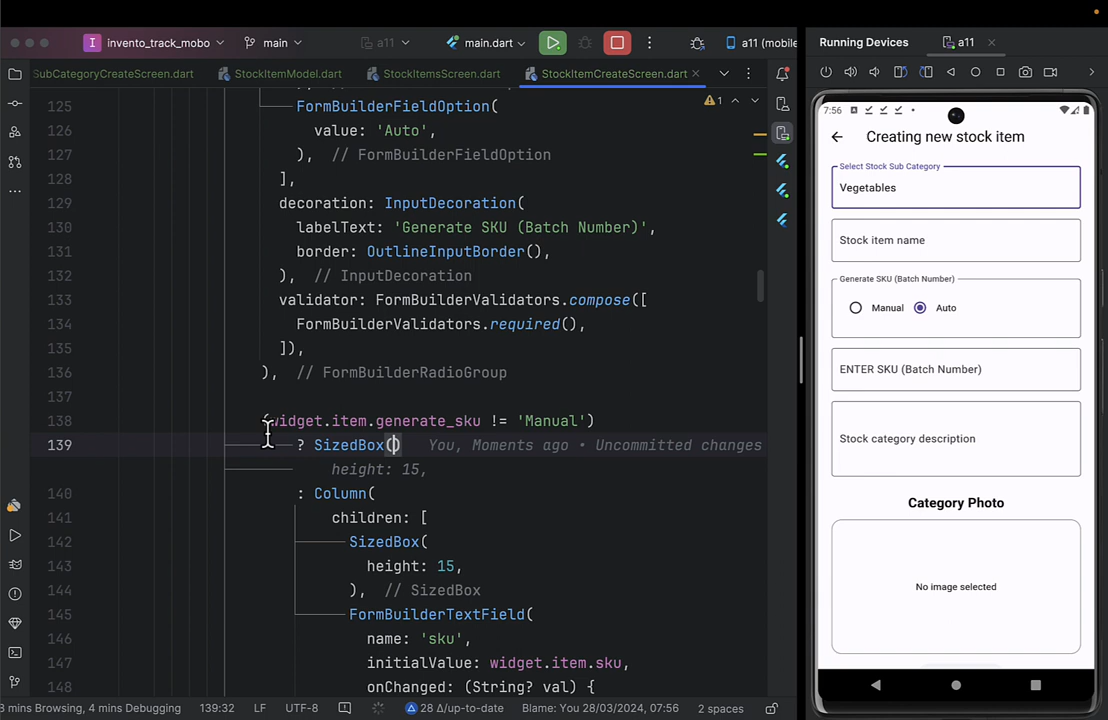 invento_track_mobo
main
a11
main.dart
a11 (mobile
Running Devices
a11
SubCategoryCreateScreen.dart
StockItemModel.dart
StockItemsScreen.dart
StockItemCreateScreen.dart
125
FormBuilderFieldOption(
1
126
value: 'Auto',
127
), // FormBuilderFieldOption
128
],
129
decoration: InputDecoration(
130
labelText: 'Generate SKU (Batch Number)',
131
border: OutlineInputBorder(),
132
), // InputDecoration
133
validator: FormBuilderValidators.compose([
134
FormBuilderValidators.required(),
135
]),
136
), // FormBuilderRadioGroup
137
138
(widget.item.generate_sku != 'Manual')
139
? SizedBox() You, Moments ago • Uncommitted changes
height: 15,
140
: Column(
141
children: [
142
SizedBox(
143
height: 15,
144
), // SizedBox
145
FormBuilderTextField(
146
name: 'sku',
147
initialValue: widget.item.sku,
148
onChanged: (String? val) {
7:56
Creating new stock item
Select Stock Sub Category
Vegetables
Stock item name
Generate SKU (Batch Number)
Manual Auto
ENTER SKU (Batch Number)
Stock category description
Category Photo
No image selected
3 mins Browsing, 4 mins Debugging
139:32
LF
UTF-8
28 Δ/up-to-date
Blame: You 28/03/2024, 07:56
2 spaces